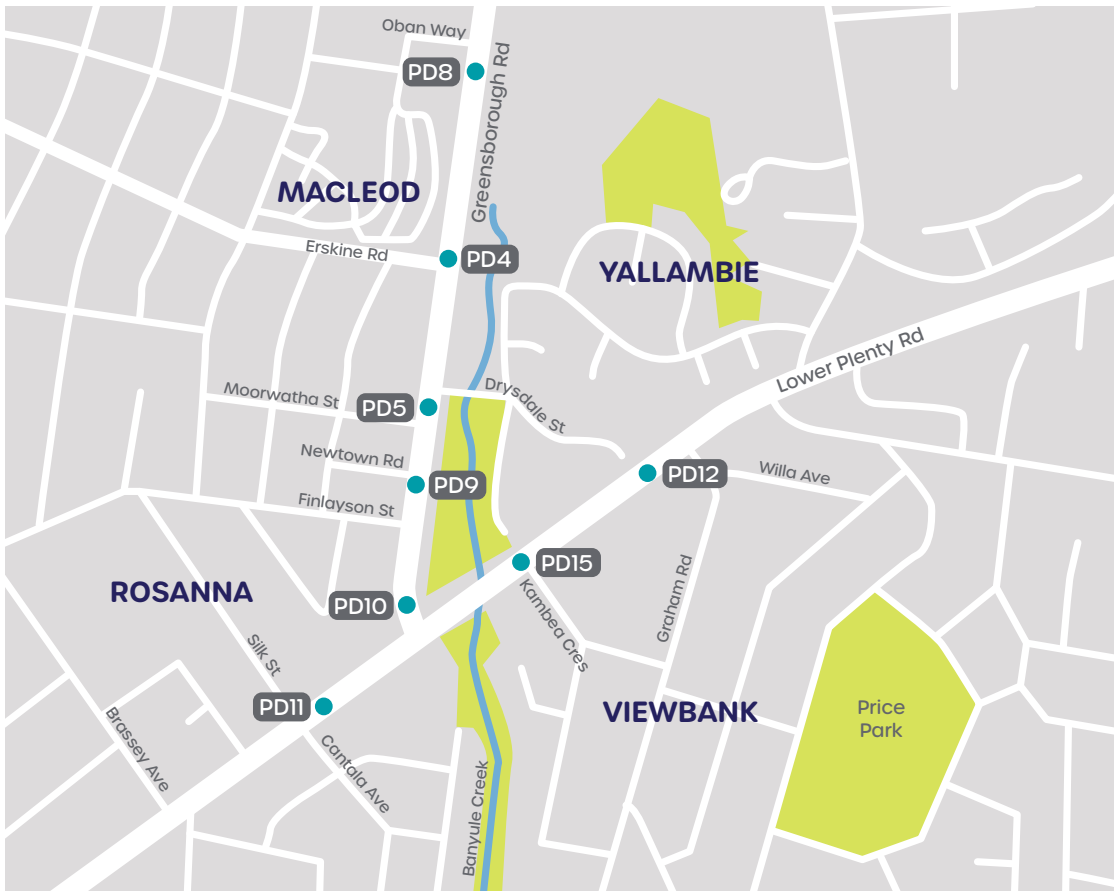 Oban Way
PD8
Greensborough Rd
MACLEOD
Erskine Rd
PD4
YALLAMBIE
Lower Plenty Rd
Moorwatha St
PD5
Drysdale St
Newtown Rd
PD9
PD12
Willa Ave
Finlayson St
PD15
ROSANNA
PD10
Kambea Cres
Graham Rd
Silk St
PD11
VIEWBANK
Price
Park
Brassey Ave
Cantala Ave
Banyule Creek